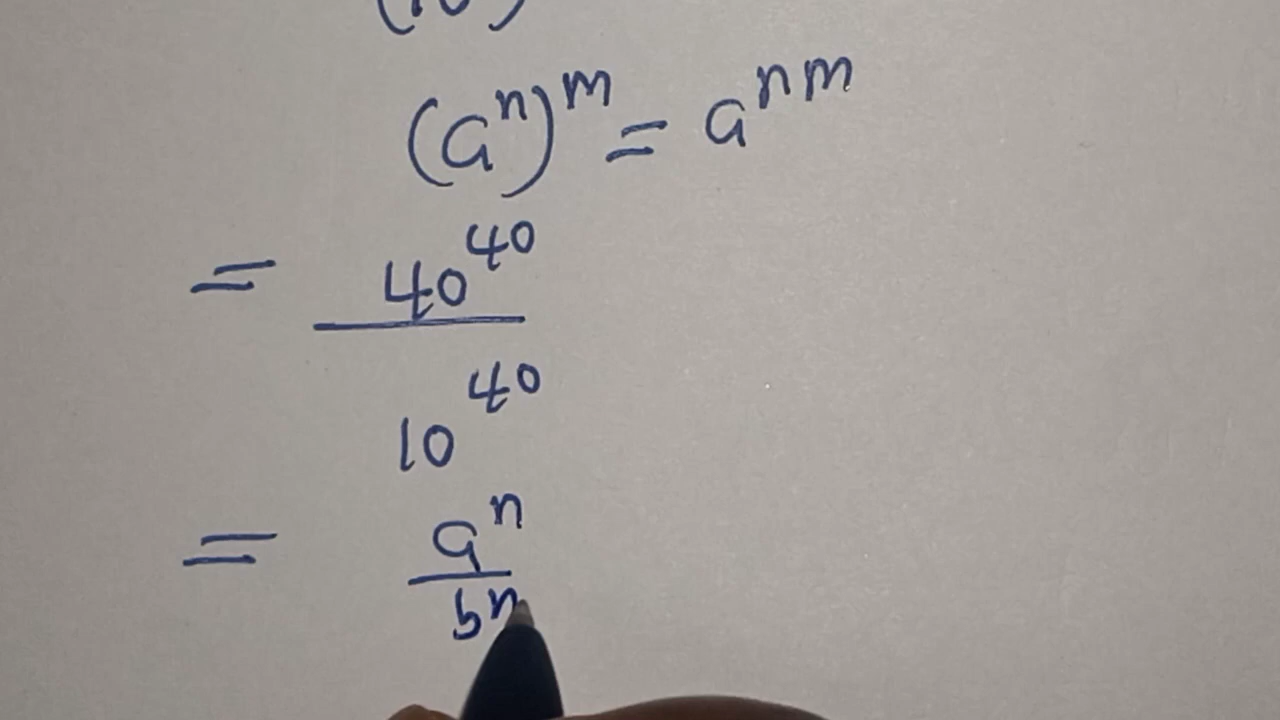 (a^n)^m = a^nm
= 40^40
10^40
= a^n
b^n